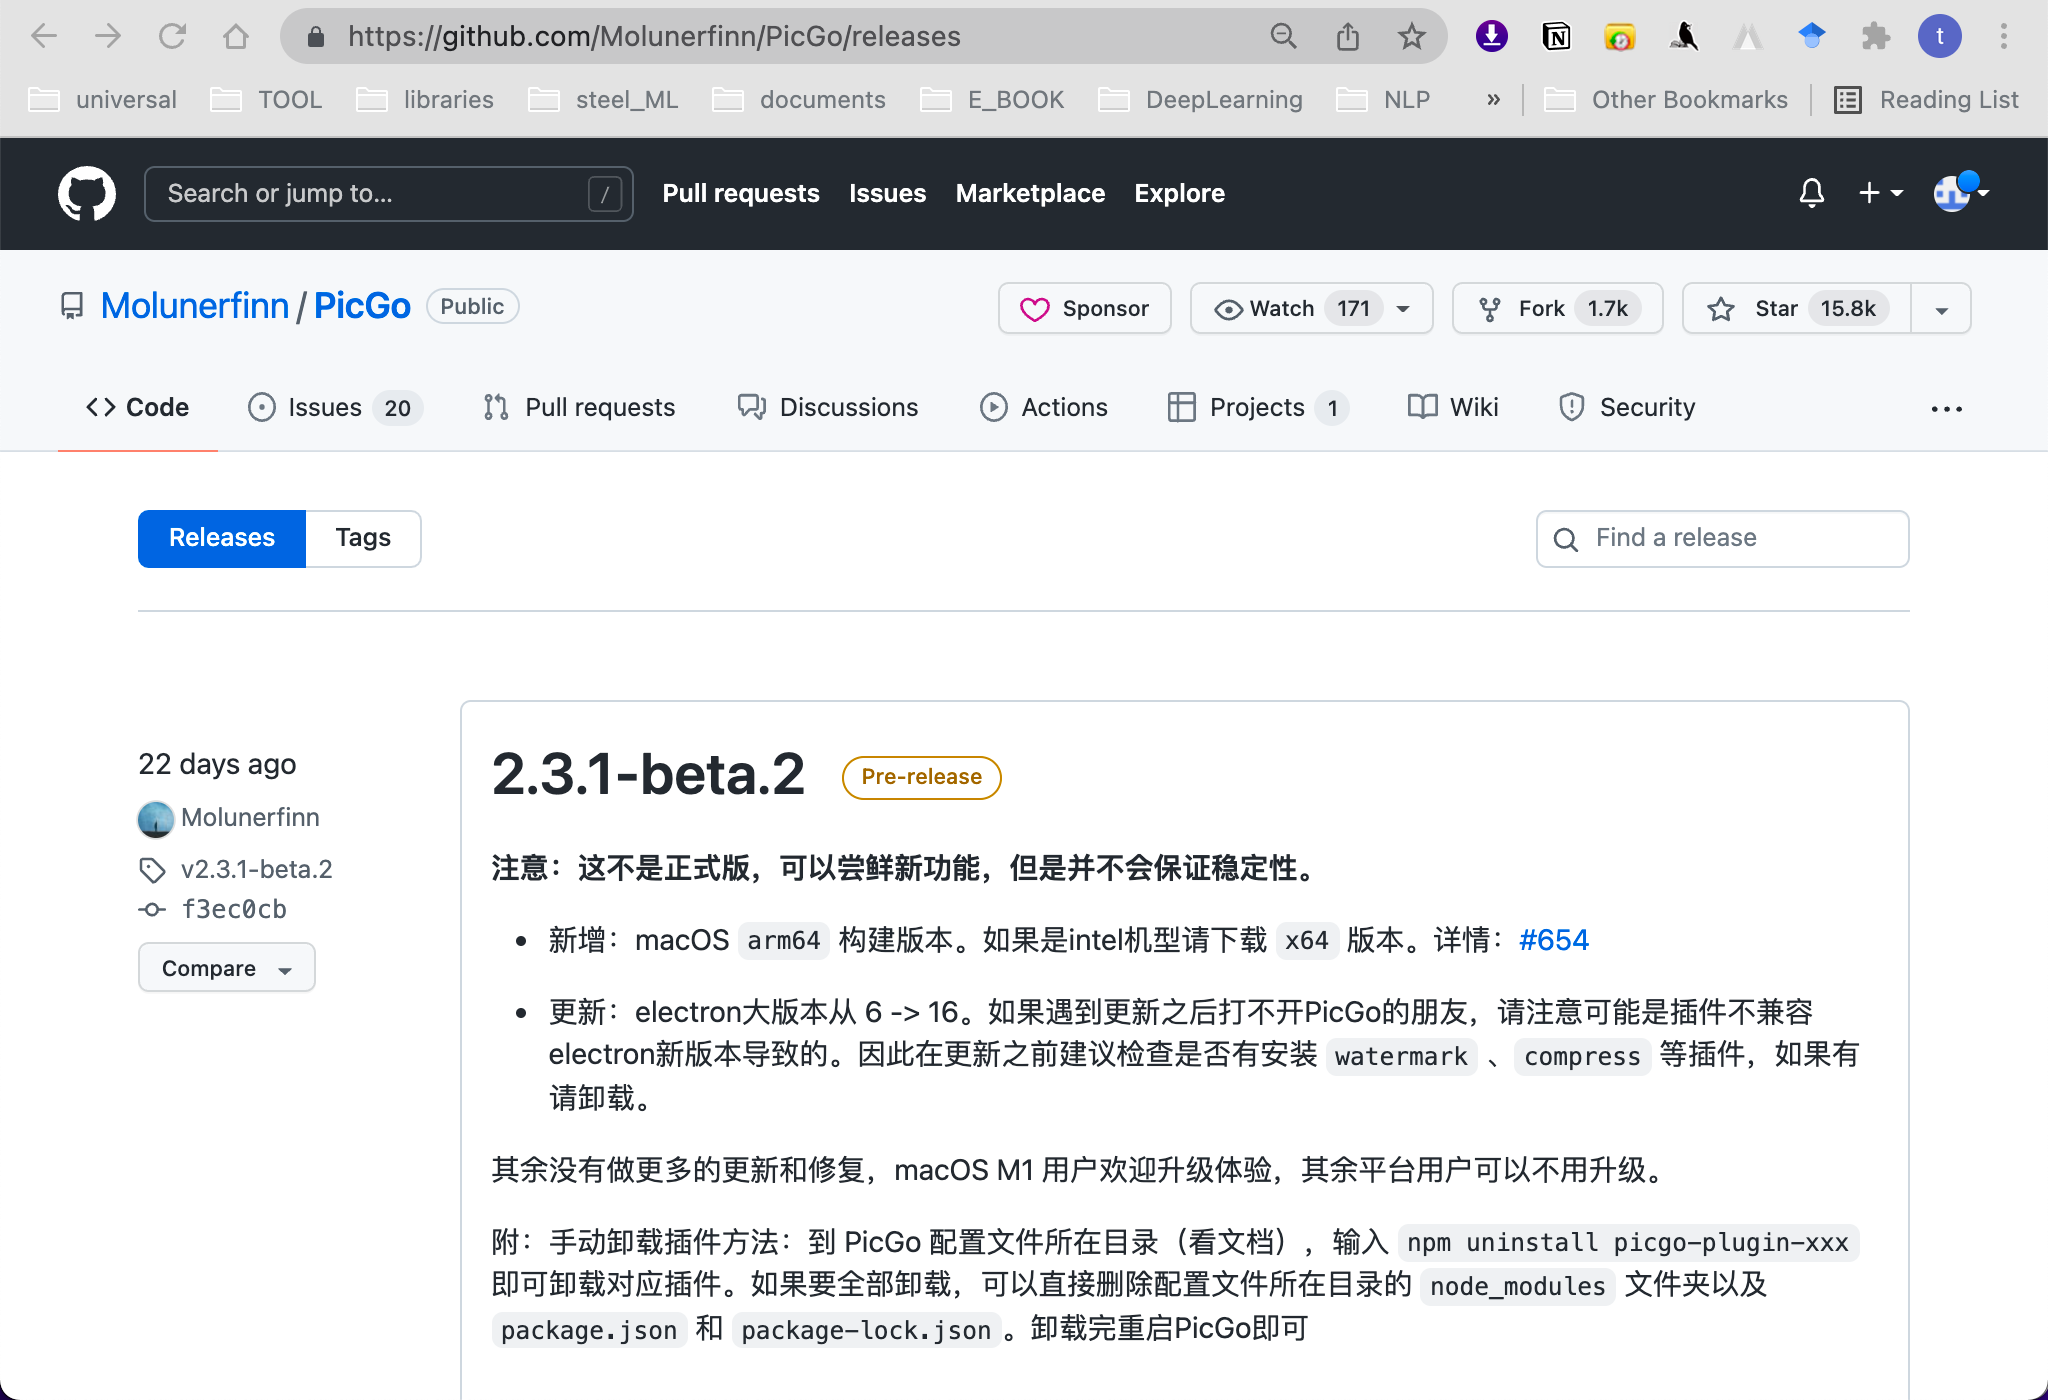 https://github.com/Molunerfinn/PicGo/releases
t
universal TOOL libraries steel_ML documents E_BOOK DeepLearning NLP » Other Bookmarks Reading List
Search or jump to... / Pull requests Issues Marketplace Explore
Molunerfinn / PicGo Public Sponsor Watch 171 Fork 1.7k Star 15.8k
Code Issues 20 Pull requests Discussions Actions Projects 1 Wiki Security ...
Releases Tags Find a release
22 days ago
Molunerfinn
v2.3.1-beta.2
f3ec0cb
Compare
2.3.1-beta.2 Pre-release
注意：这不是正式版，可以尝鲜新功能，但是并不会保证稳定性。
• 新增：macOS arm64 构建版本。如果是intel机型请下载 x64 版本。详情：#654
• 更新：electron大版本从 6 -> 16。如果遇到更新之后打不开PicGo的朋友，请注意可能是插件不兼容
electron新版本导致的。因此在更新之前建议检查是否有安装 watermark 、compress 等插件，如果有
请卸载。
其余没有做更多的更新和修复，macOS M1 用户欢迎升级体验，其余平台用户可以不用升级。
附：手动卸载插件方法：到 PicGo 配置文件所在目录（看文档），输入 npm uninstall picgo-plugin-xxx
即可卸载对应插件。如果要全部卸载，可以直接删除配置文件所在目录的 node_modules 文件夹以及
package.json 和 package-lock.json 。卸载完重启PicGo即可